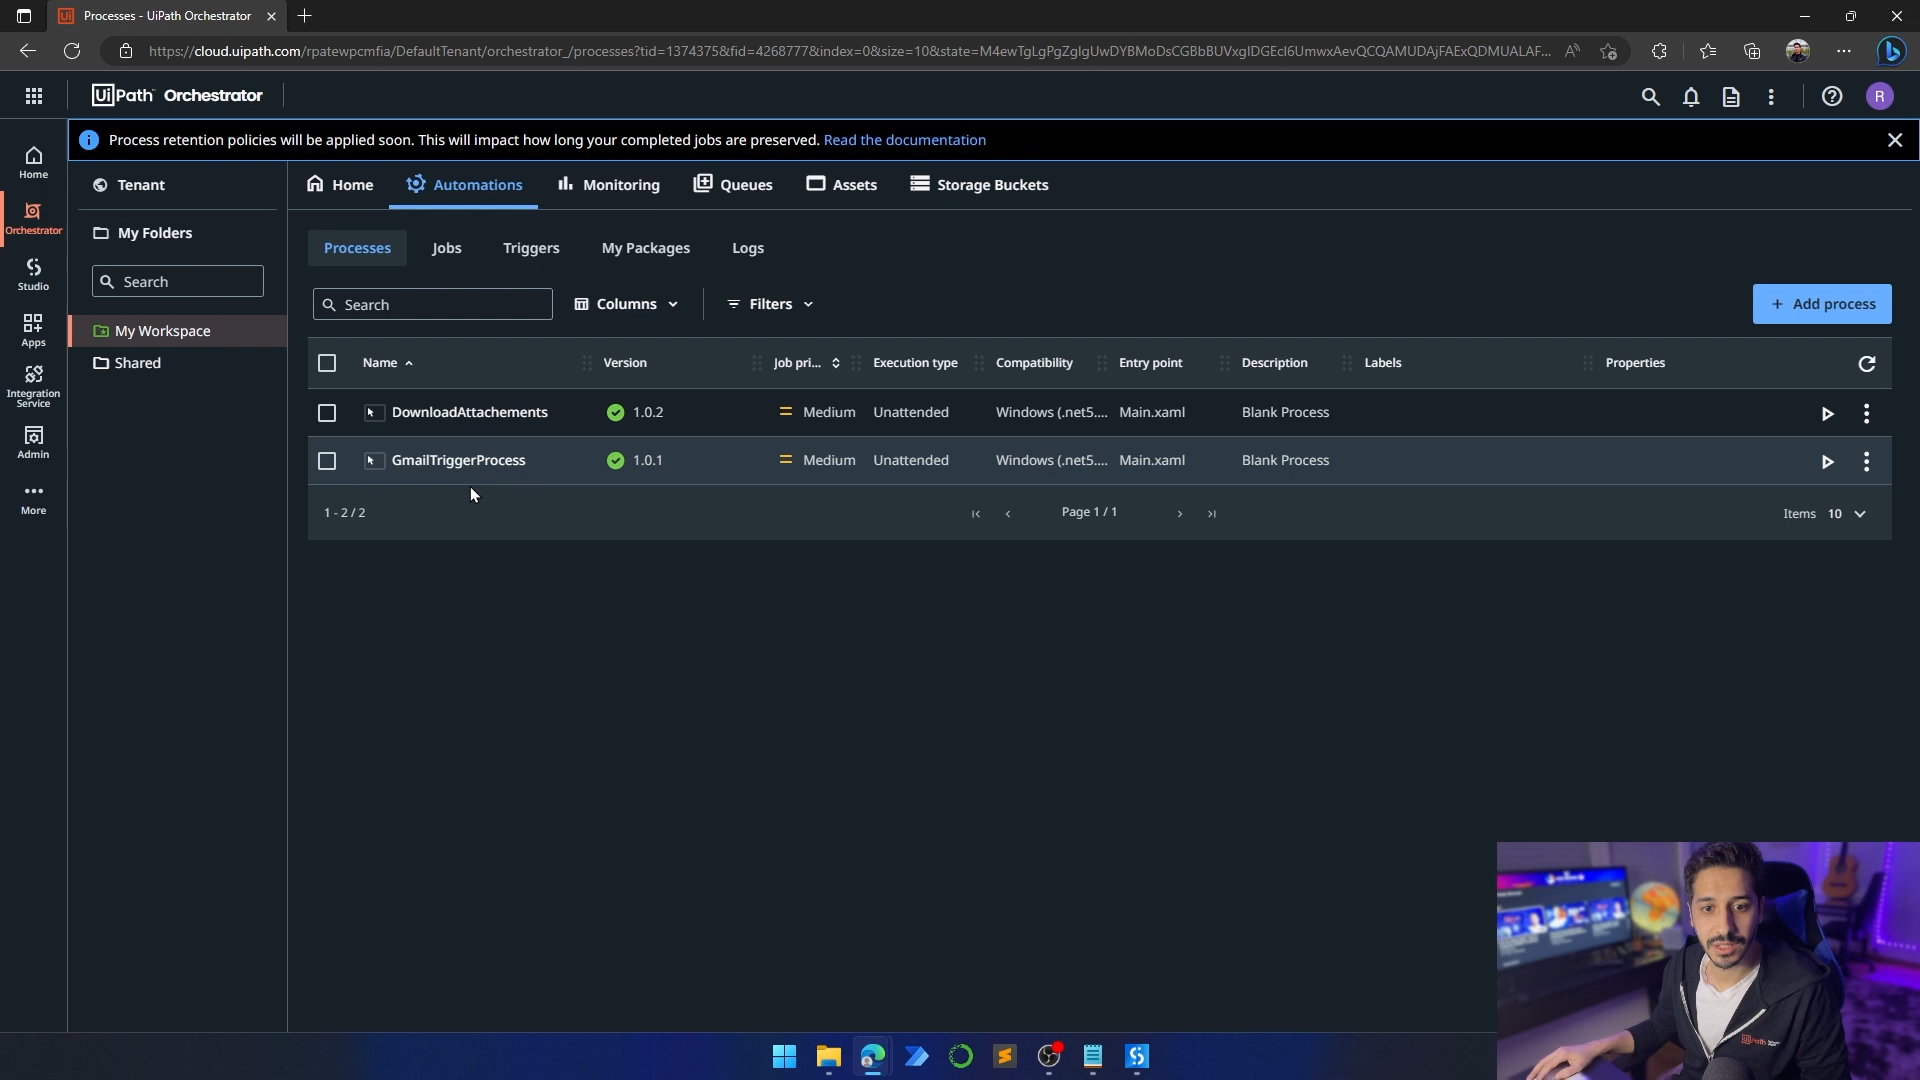 Processes - UiPath Orchestrator
https://cloud.uipath.com/rpatewpcmfia/DefaultTenant/orchestrator_/processes?tid=1374375&fid=4268777&index=0&size=10&state=
UiPath Orchestrator
R
Process retention policies will be applied soon. This will impact how long your completed jobs are preserved. Read the documentation
Home
Orchestrator
Studio
Apps
Integration
Service
Admin
More
Tenant
My Folders
Search
My Workspace
Shared
Home Automations Monitoring Queues Assets Storage Buckets
Processes Jobs Triggers My Packages Logs
Search Columns Filters + Add process
Name Version Job pri... Execution type Compatibility Entry point Description Labels Properties
DownloadAttachements 1.0.2 Medium Unattended Windows (.net5.... Main.xaml Blank Process
GmailTriggerProcess 1.0.1 Medium Unattended Windows (.net5.... Main.xaml Blank Process
1 - 2 / 2 Page 1 / 1 Items 10
UiPath